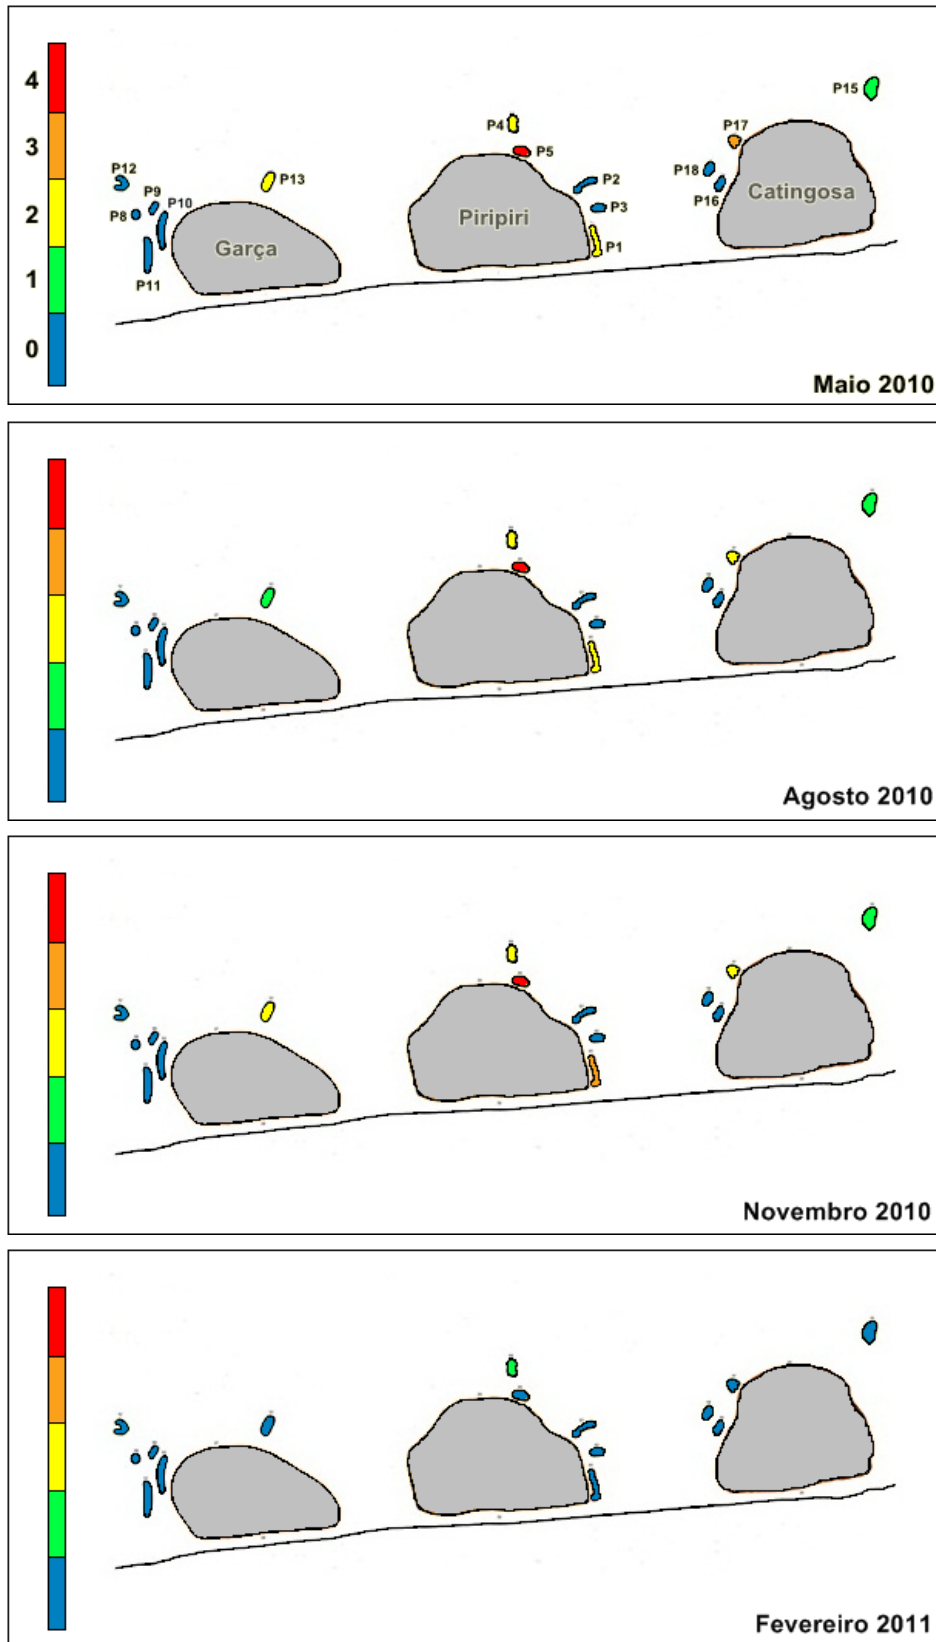 4
3
2
1
0
P12
P9
P8
P10
P11
P13
Garça
P4
P5
P2
P3
P1
Piripiri
P17
P18
P16
P15
Catingosa
Maio 2010
Agosto 2010
Novembro 2010
Fevereiro 2011